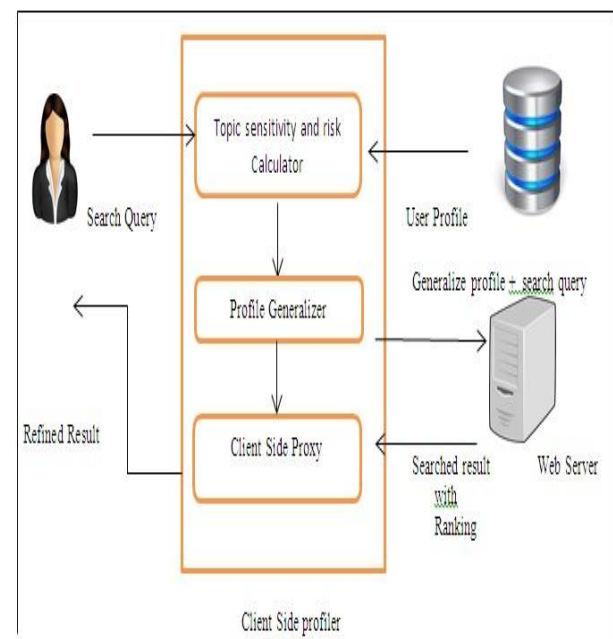 Topic sensitivity and risk
Calculator
Search Query
User Profile
Generalize profile + search query
Profile Generalizer
Refined Result
Client Side Proxy
Searched result
with
Ranking
Web Server
Client Side profiler